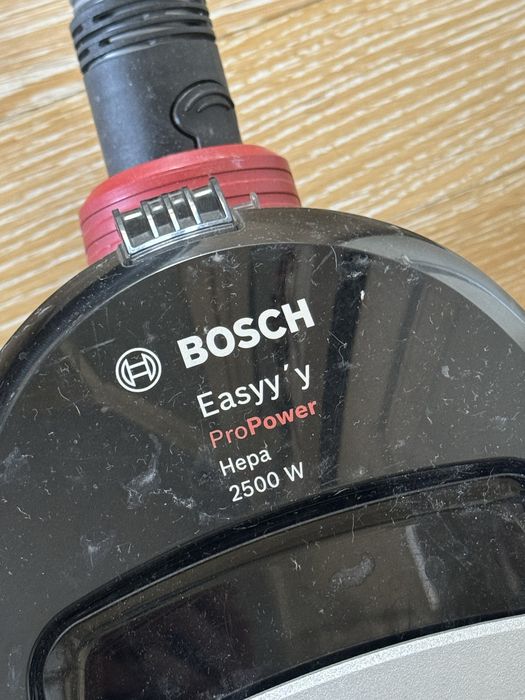 BOSCH
Easyy´y
ProPower
Hepa
2500 W